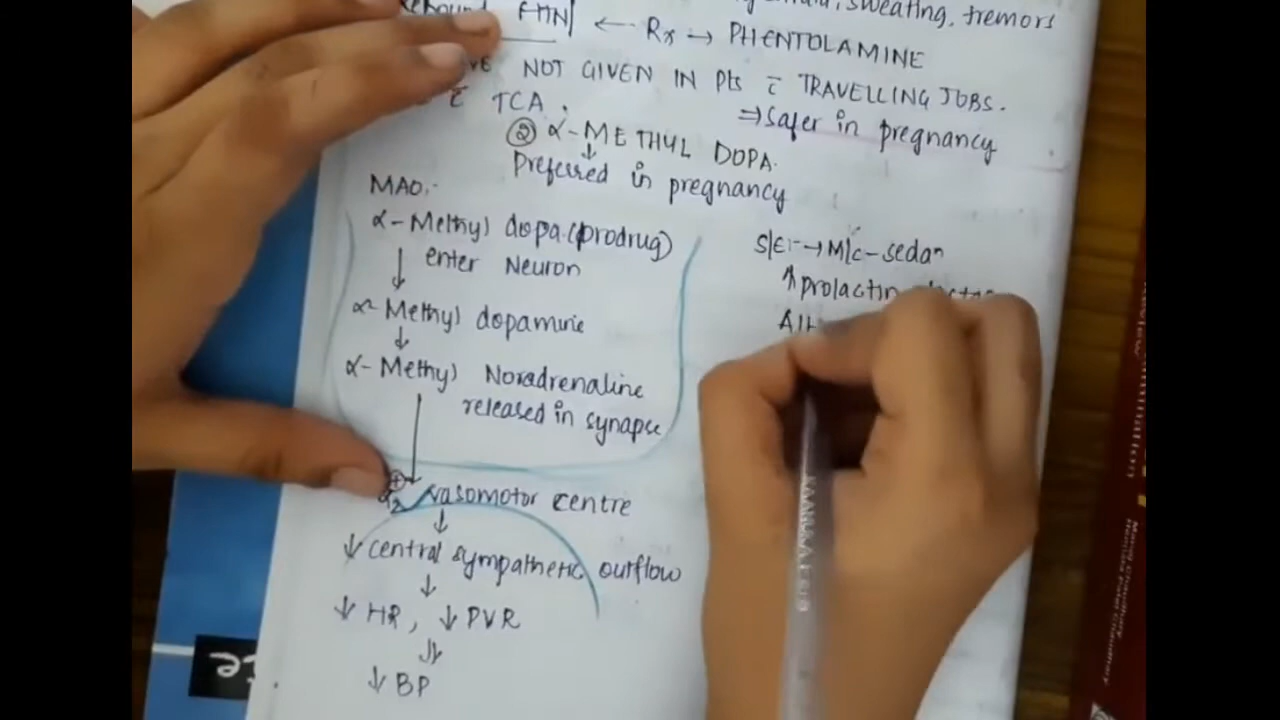 sweating, tremors
HTN ← Rx → PHENTOLAMINE
NOT GIVEN IN Pts c̄ TRAVELLING JOBS.
c̄ TCA.
⇒ Safer in pregnancy
② α-METHYL DOPA.
↓
Preferred in pregnancy
MAO:-
α-Methyl dopa (prodrug)
↓ enter Neuron
α-Methyl dopamine
↓
α-Methyl Noradrenaline
released in synapse
↓
⊕
α2 vasomotor centre
↓
↓ central sympathetic outflow
↓
↓ HR, ↓ PVR
⇓
↓ BP
S/E:- → M/c - sedan
↑ prolactin